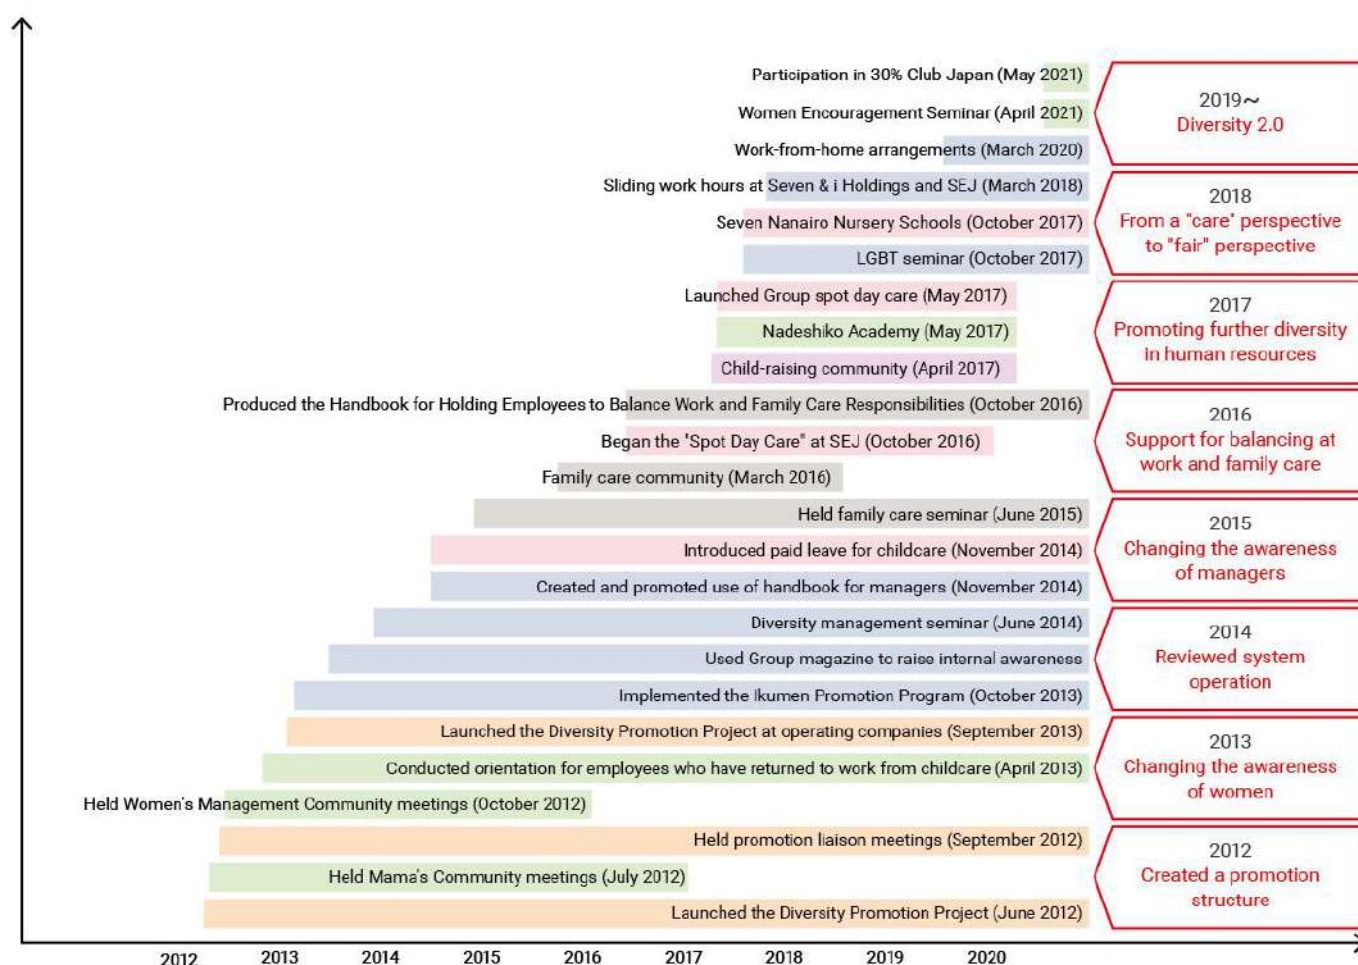 Participation in 30% Club Japan (May 2021)
Women Encouragement Seminar (April 2021)
Work-from-home arrangements (March 2020)
Sliding work hours at Seven & i Holdings and SEJ (March 2018)
Seven Nanairo Nursery Schools (October 2017)
LGBT seminar (October 2017)
Launched Group spot day care (May 2017)
Nadeshiko Academy (May 2017)
Child-raising community (April 2017)
Produced the Handbook for Holding Employees to Balance Work and Family Care Responsibilities (October 2016)
Began the "Spot Day Care" at SEJ (October 2016)
Family care community (March 2016)
Held family care seminar (June 2015)
Introduced paid leave for childcare (November 2014)
Created and promoted use of handbook for managers (November 2014)
Diversity management seminar (June 2014)
Used Group magazine to raise internal awareness
Implemented the Ikumen Promotion Program (October 2013)
Launched the Diversity Promotion Project at operating companies (September 2013)
Conducted orientation for employees who have returned to work from childcare (April 2013)
Held Women's Management Community meetings (October 2012)
Held promotion liaison meetings (September 2012)
Held Mama's Community meetings (July 2012)
Launched the Diversity Promotion Project (June 2012)
2019~
Diversity 2.0
2018
From a "care" perspective
to "fair" perspective
2017
Promoting further diversity
in human resources
2016
Support for balancing at
work and family care
2015
Changing the awareness
of managers
2014
Reviewed system
operation
2013
Changing the awareness
of women
2012
Created a promotion
structure
2012 2013 2014 2015 2016 2017 2018 2019 2020